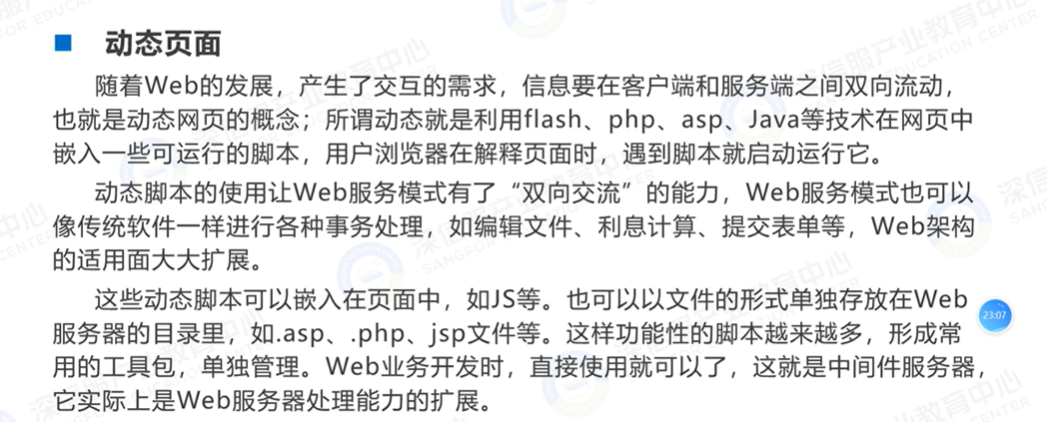 动态页面
随着Web的发展，产生了交互的需求，信息要在客户端和服务端之间双向流动，
也就是动态网页的概念；所谓动态就是利用flash、php、asp、Java等技术在网页中
嵌入一些可运行的脚本，用户浏览器在解释页面时，遇到脚本就启动运行它。
动态脚本的使用让Web服务模式有了“双向交流”的能力，Web服务模式也可以
像传统软件一样进行各种事务处理，如编辑文件、利息计算、提交表单等，Web架构
的适用面大大扩展。
这些动态脚本可以嵌入在页面中，如JS等。也可以以文件的形式单独存放在Web
服务器的目录里，如.asp、.php、jsp文件等。这样功能性的脚本越来越多，形成常
用的工具包，单独管理。Web业务开发时，直接使用就可以了，这就是中间件服务器，
它实际上是Web服务器处理能力的扩展。
23:07
深信服产业教育中心
SANGFOR EDUCATION CENTER